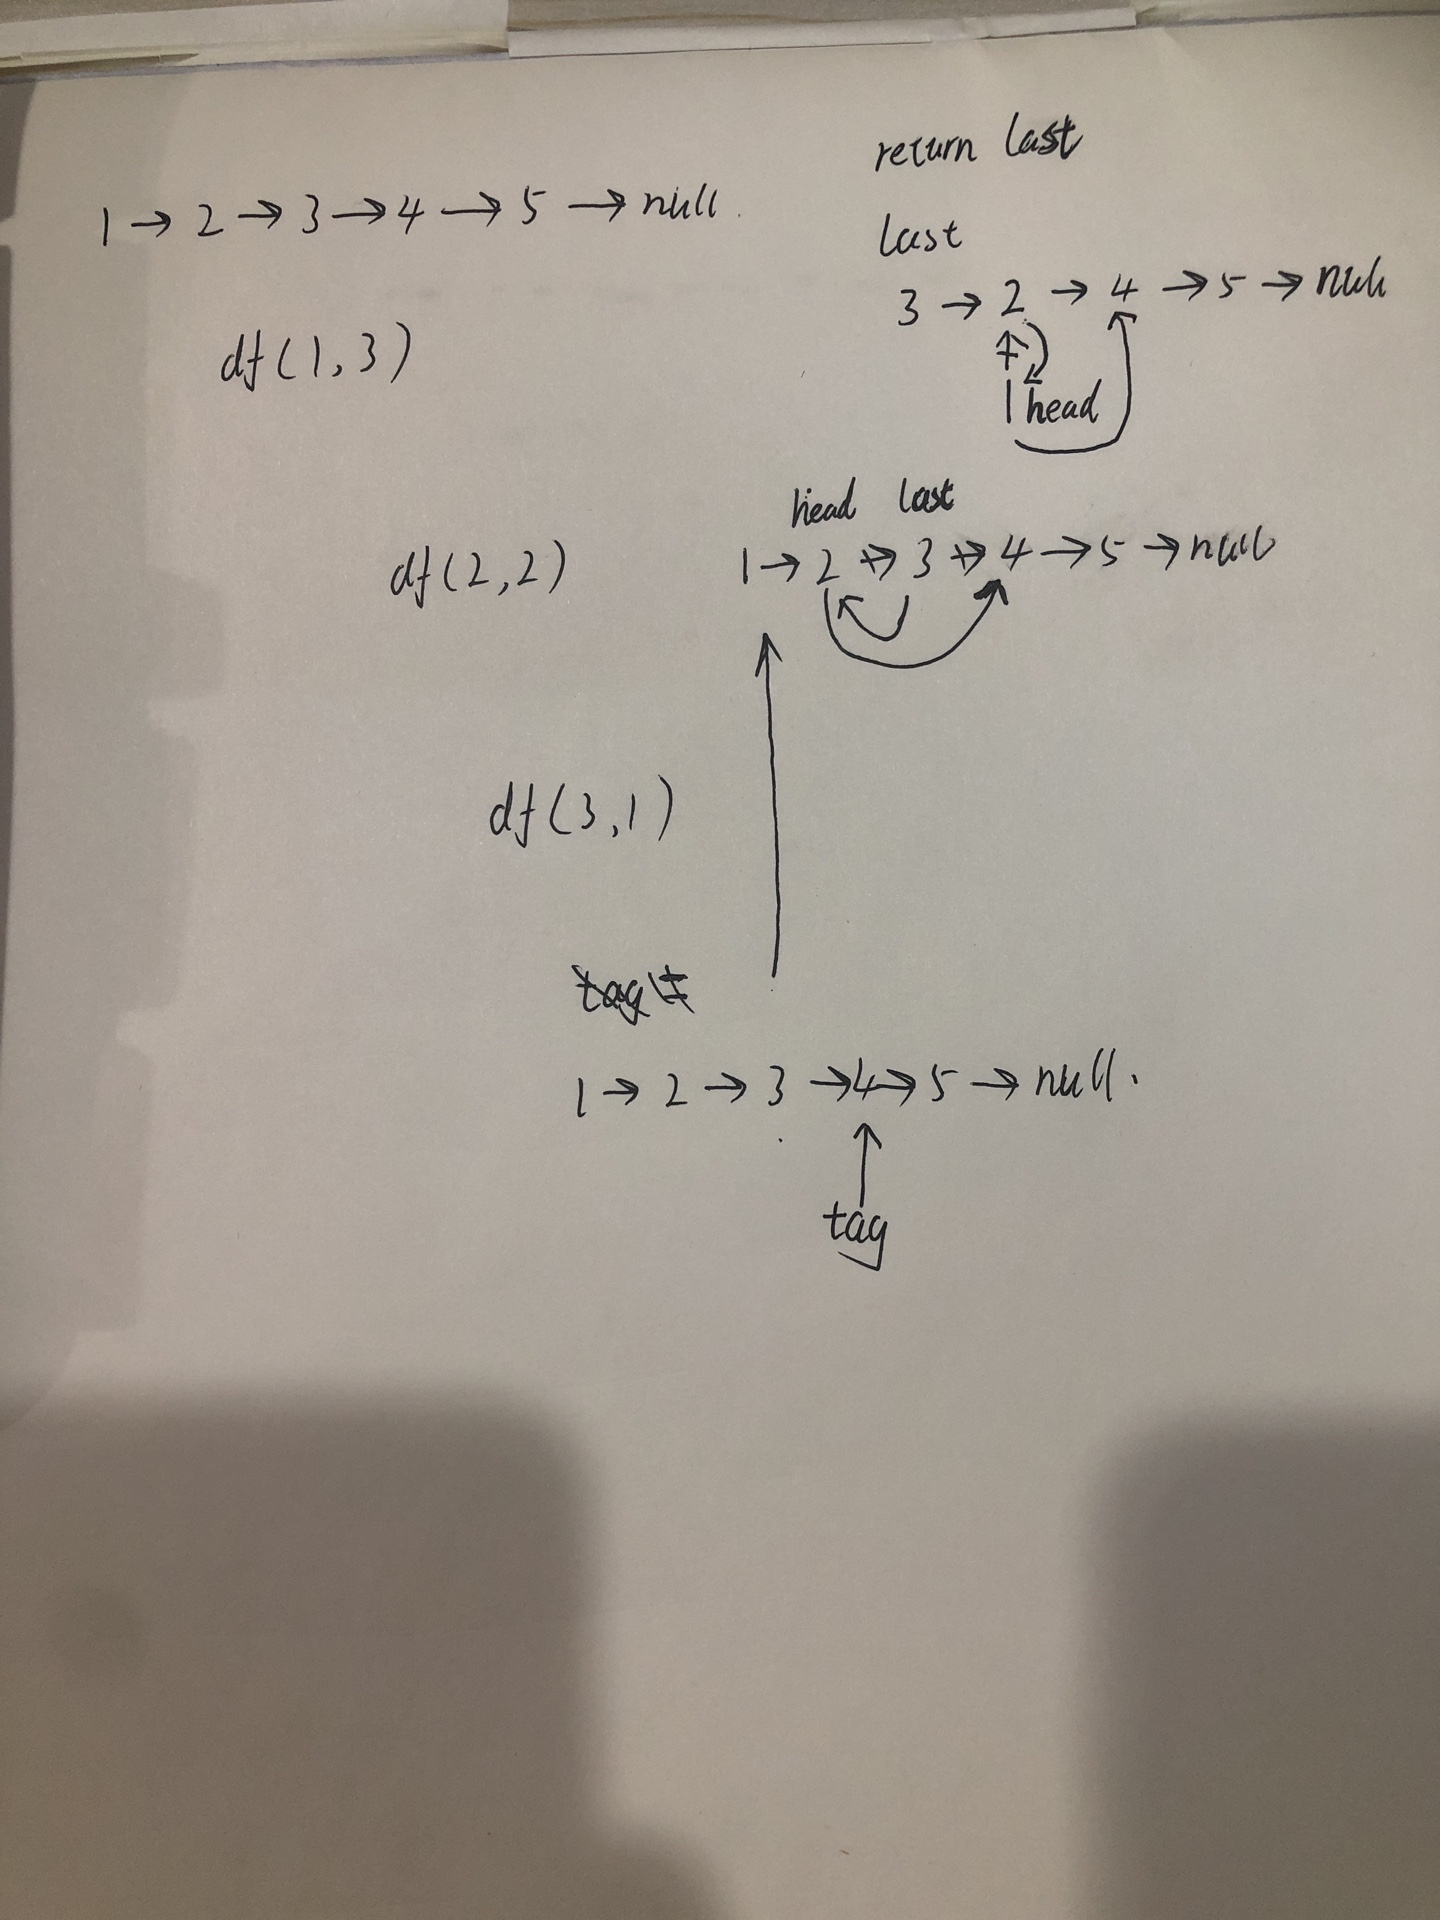 return last
1 → 2 → 3 → 4 → 5 → null
last
3 → 2 → 4 → 5 → null
df(1,3)
1 head
head last
df(2,2)
1 → 2 → 3 → 4 → 5 → null
df(3,1)
tag
1 → 2 → 3 → 4 → 5 → null.
tag